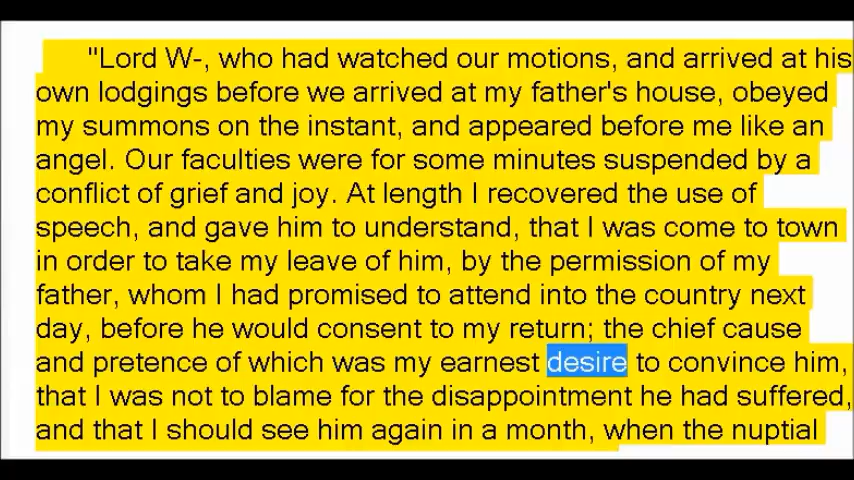 "Lord W-, who had watched our motions, and arrived at his
own lodgings before we arrived at my father's house, obeyed
my summons on the instant, and appeared before me like an
angel. Our faculties were for some minutes suspended by a
conflict of grief and joy. At length I recovered the use of
speech, and gave him to understand, that I was come to town
in order to take my leave of him, by the permission of my
father, whom I had promised to attend into the country next
day, before he would consent to my return; the chief cause
and pretence of which was my earnest desire to convince him,
that I was not to blame for the disappointment he had suffered,
and that I should see him again in a month, when the nuptial